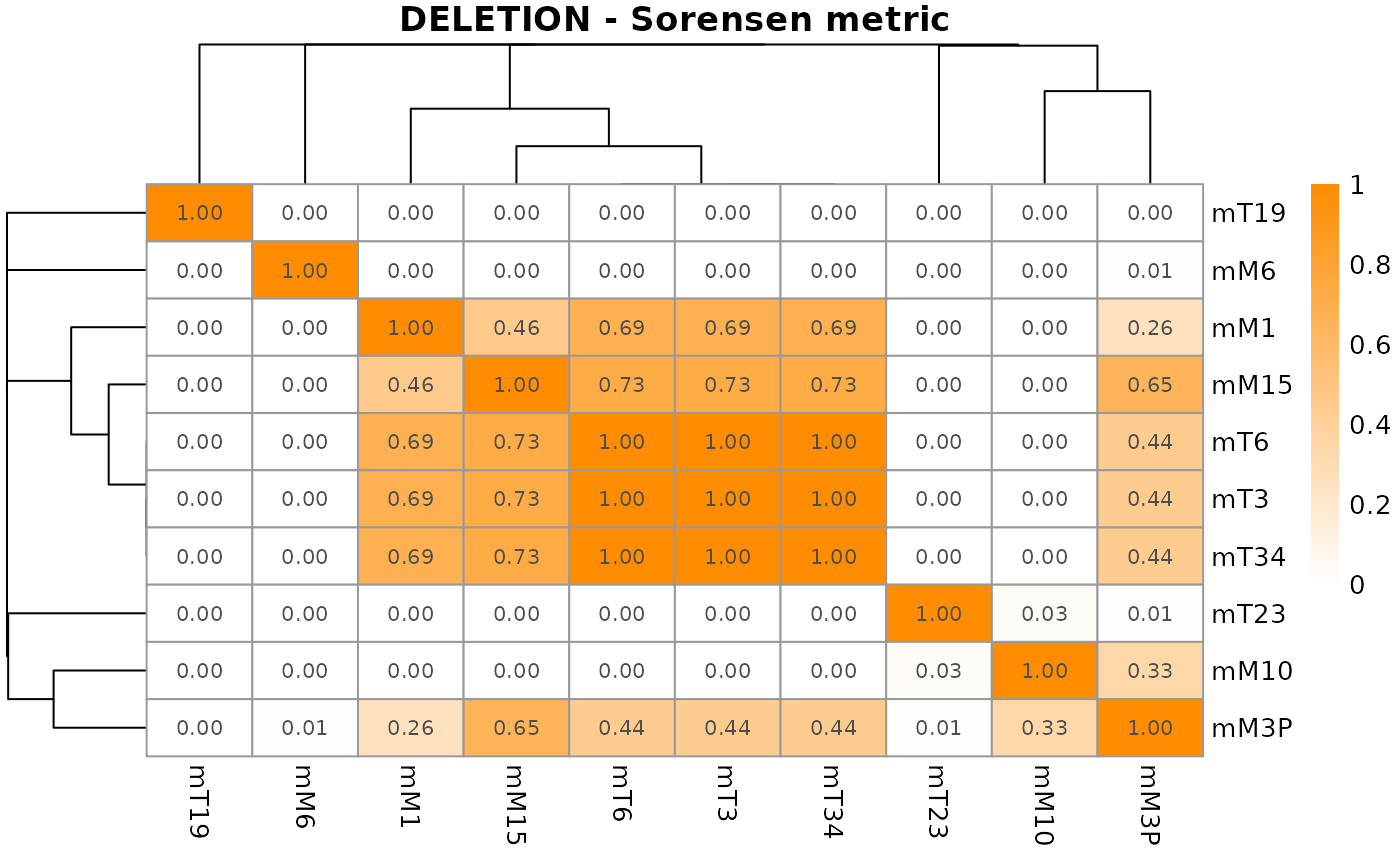 DELETION - Sorensen metric
1.00 0.00 0.00 0.00 0.00 0.00 0.00 0.00 0.00 0.00 mT19
0.00 1.00 0.00 0.00 0.00 0.00 0.00 0.00 0.00 0.01 mM6
0.00 0.00 1.00 0.46 0.69 0.69 0.69 0.00 0.00 0.26 mM1
0.00 0.00 0.46 1.00 0.73 0.73 0.73 0.00 0.00 0.65 mM15
0.00 0.00 0.69 0.73 1.00 1.00 1.00 0.00 0.00 0.44 mT6
0.00 0.00 0.69 0.73 1.00 1.00 1.00 0.00 0.00 0.44 mT3
0.00 0.00 0.69 0.73 1.00 1.00 1.00 0.00 0.00 0.44 mT34
0.00 0.00 0.00 0.00 0.00 0.00 0.00 1.00 0.03 0.01 mT23
0.00 0.00 0.00 0.00 0.00 0.00 0.00 0.03 1.00 0.33 mM10
0.00 0.01 0.26 0.65 0.44 0.44 0.44 0.01 0.33 1.00 mM3P
mT19 mM6 mM1 mM15 mT6 mT3 mT34 mT23 mM10 mM3P
1
0.8
0.6
0.4
0.2
0